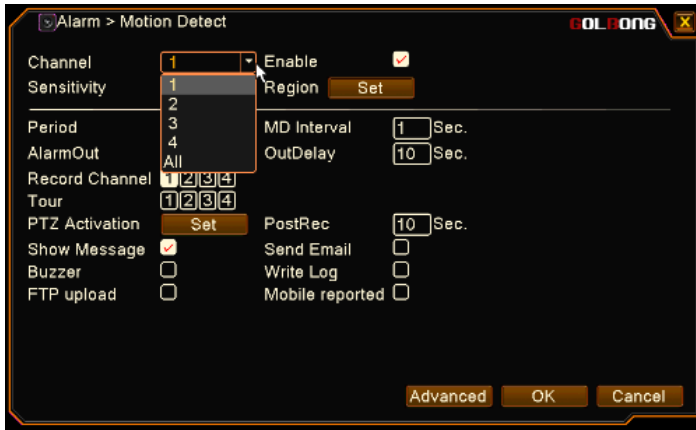 Alarm > Motion Detect
GOLBONG
X
Channel 1 Enable
Sensitivity Region Set
1
2
3
4
All
Period MD Interval 1 Sec.
AlarmOut OutDelay 10 Sec.
Record Channel 1 2 3 4
Tour 1 2 3 4
PTZ Activation Set PostRec 10 Sec.
Show Message Send Email
Buzzer Write Log
FTP upload Mobile reported
Advanced OK Cancel